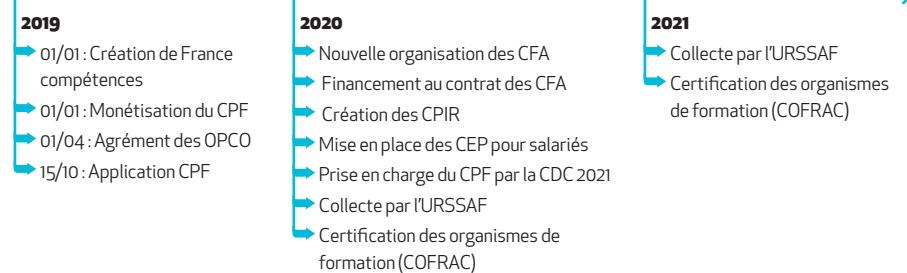 2019
01/01 : Création de France
compétences
01/01 : Monétisation du CPF
01/04 : Agrément des OPCO
15/10 : Application CPF
2020
Nouvelle organisation des CFA
Financement au contrat des CFA
Création des CPIR
Mise en place des CEP pour salariés
Prise en charge du CPF par la CDC 2021
Collecte par l'URSSAF
Certification des organismes de
formation (COFRAC)
2021
Collecte par l'URSSAF
Certification des organismes
de formation (COFRAC)